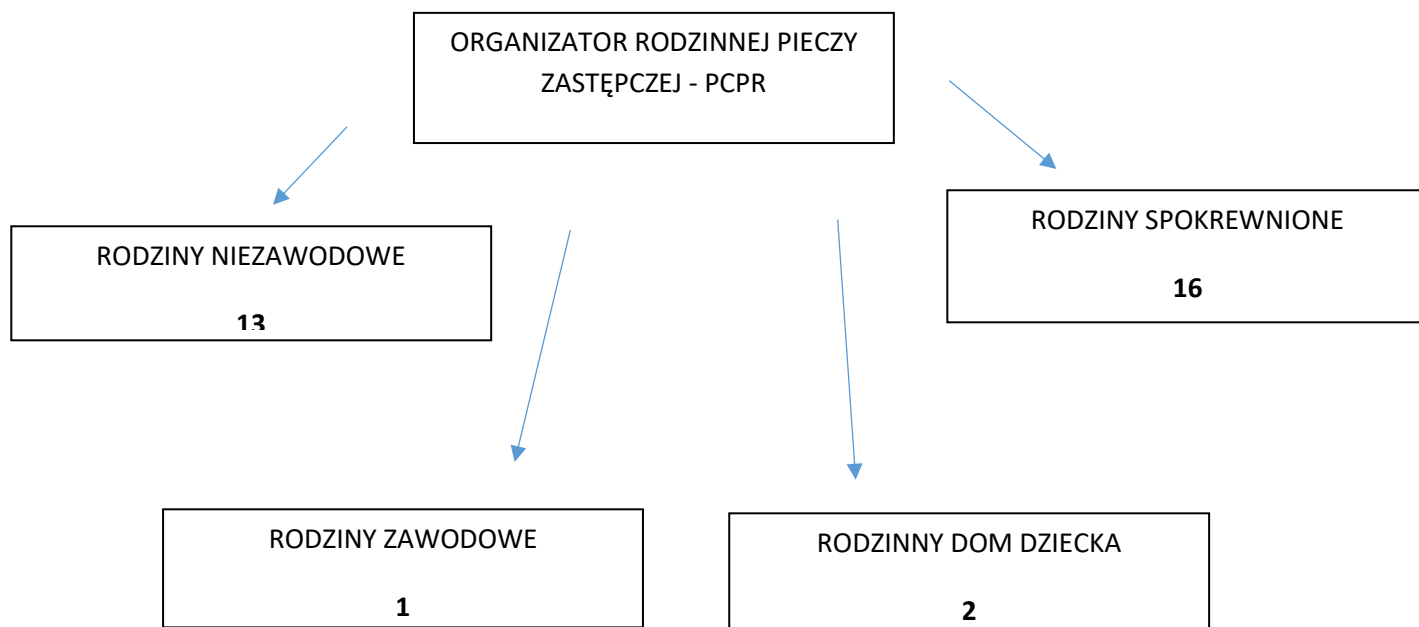 ORGANIZATOR RODZINNEJ PIECZY
ZASTĘPCZEJ - PCPR
RODZINY NIEZAWODOWE
13
RODZINY SPOKREWNIONE
16
RODZINY ZAWODOWE
1
RODZINNY DOM DZIECKA
2